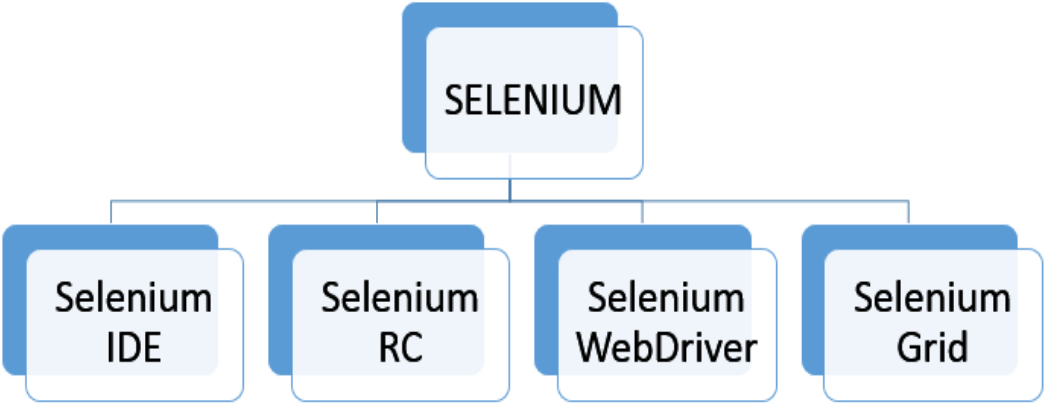 SELENIUM
Selenium
IDE
Selenium
RC
Selenium
WebDriver
Selenium
Grid